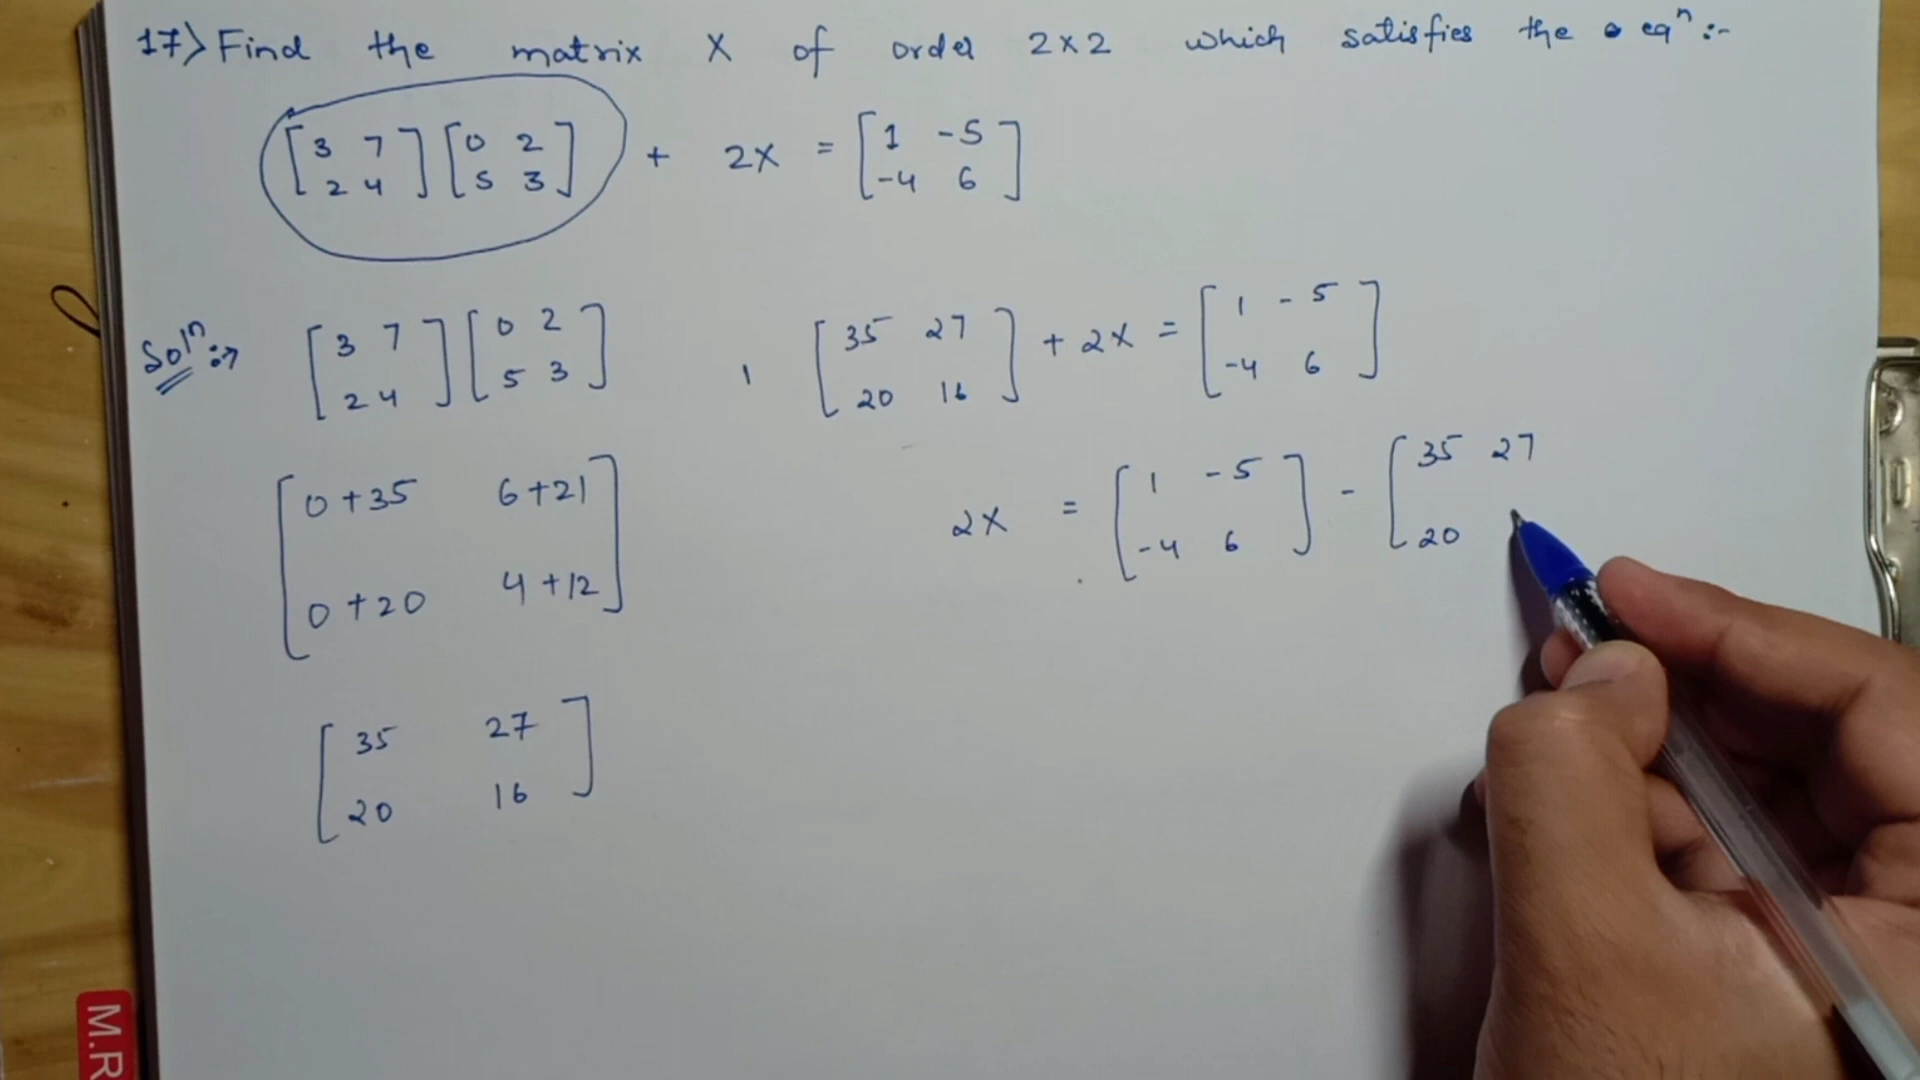 17) Find the matrix X of order 2x2 which satisfies the eqⁿ :-
[3 7 [0 2
2 4] 5 3] + 2X = [1 -5
-4 6]
Solⁿ :→ [3 7
2 4] [0 2
5 3]
[0+35 6+21
0+20 4+12]
[35 27
20 16]
, [35 27
20 16] + 2X = [1 -5
-4 6]
2X = [1 -5
-4 6] - [35 27
20
M.R